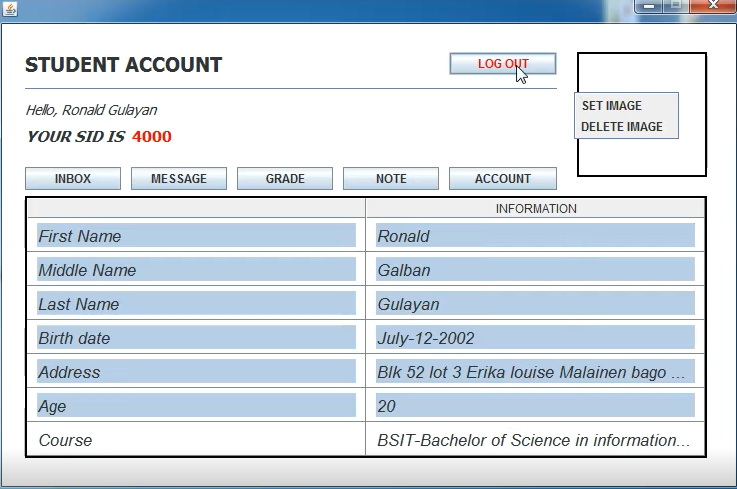 STUDENT ACCOUNT
LOG OUT
Hello, Ronald Gulayan
YOUR SID IS 4000
SET IMAGE
DELETE IMAGE
INBOX MESSAGE GRADE NOTE ACCOUNT
INFORMATION
First Name Ronald
Middle Name Galban
Last Name Gulayan
Birth date July-12-2002
Address Blk 52 lot 3 Erika louise Malainen bago ...
Age 20
Course BSIT-Bachelor of Science in information...